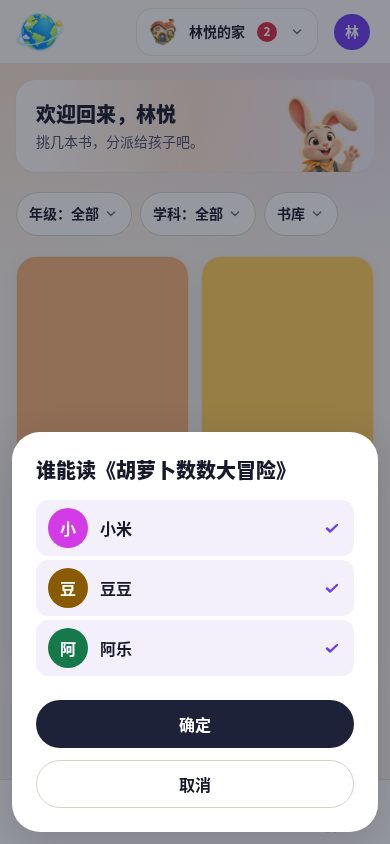 林悦的家 2 林
欢迎回来，林悦
挑几本书，分派给孩子吧。
年级：全部 学科：全部 书库
谁能读《胡萝卜数数大冒险》
小 小米
豆 豆豆
阿 阿乐
确定
取消